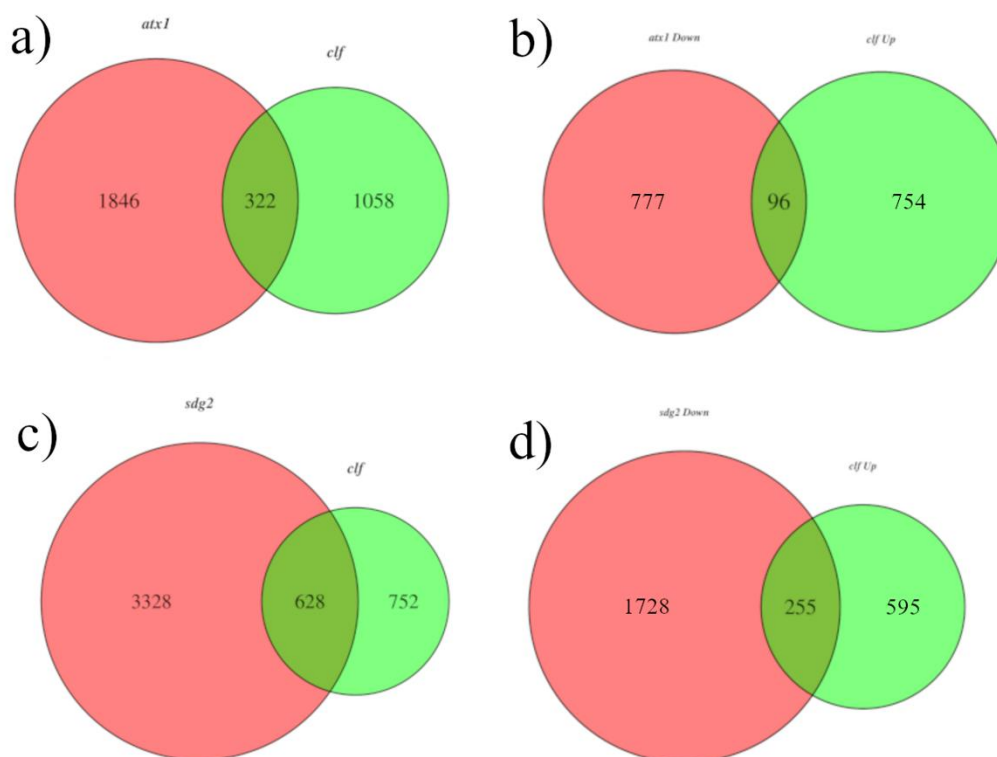 a)
atx1
clf
1846
322
1058
b)
atx1 Down
clf Up
777
96
754
c)
sdg2
clf
3328
628
752
d)
sdg2 Down
clf Up
1728
255
595